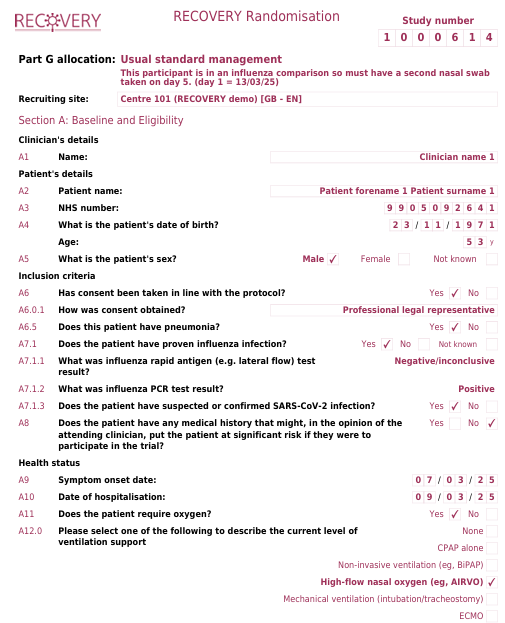 RECOVERY
RECOVERY Randomisation
Study number
1 0 0 0 6 1 4
Part G allocation: Usual standard management
This participant is in an influenza comparison so must have a second nasal swab
taken on day 5. (day 1 = 13/03/25)
Recruiting site: Centre 101 (RECOVERY demo) [GB - EN]
Section A: Baseline and Eligibility
Clinician's details
A1 Name: Clinician name 1
Patient's details
A2 Patient name: Patient forename 1 Patient surname 1
A3 NHS number: 9 9 0 5 0 9 2 6 4 1
A4 What is the patient's date of birth? 2 3 / 1 1 / 1 9 7 1
Age: 5 3 y
A5 What is the patient's sex? Male ✓ Female Not known
Inclusion criteria
A6 Has consent been taken in line with the protocol? Yes ✓ No
A6.0.1 How was consent obtained? Professional legal representative
A6.5 Does this patient have pneumonia? Yes ✓ No
A7.1 Does the patient have proven influenza infection? Yes ✓ No Not known
A7.1.1 What was influenza rapid antigen (e.g. lateral flow) test Negative/inconclusive
result?
A7.1.2 What was influenza PCR test result? Positive
A7.1.3 Does the patient have suspected or confirmed SARS-CoV-2 infection? Yes ✓ No
A8 Does the patient have any medical history that might, in the opinion of the Yes No ✓
attending clinician, put the patient at significant risk if they were to
participate in the trial?
Health status
A9 Symptom onset date: 0 7 / 0 3 / 2 5
A10 Date of hospitalisation: 0 9 / 0 3 / 2 5
A11 Does the patient require oxygen? Yes ✓ No
A12.0 Please select one of the following to describe the current level of None
ventilation support
CPAP alone
Non-invasive ventilation (eg, BiPAP)
High-flow nasal oxygen (eg, AIRVO) ✓
Mechanical ventilation (intubation/tracheostomy)
ECMO